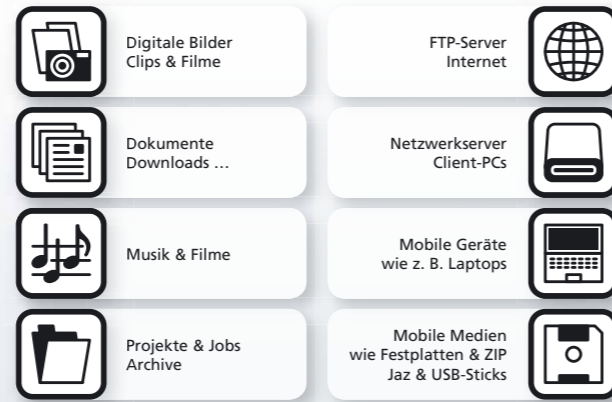 Digitale Bilder
Clips & Filme
FTP-Server
Internet
Dokumente
Downloads ...
Netzwerkserver
Client-PCs
Musik & Filme
Mobile Geräte
wie z. B. Laptops
Projekte & Jobs
Archive
Mobile Medien
wie Festplatten & ZIP
Jaz & USB-Sticks